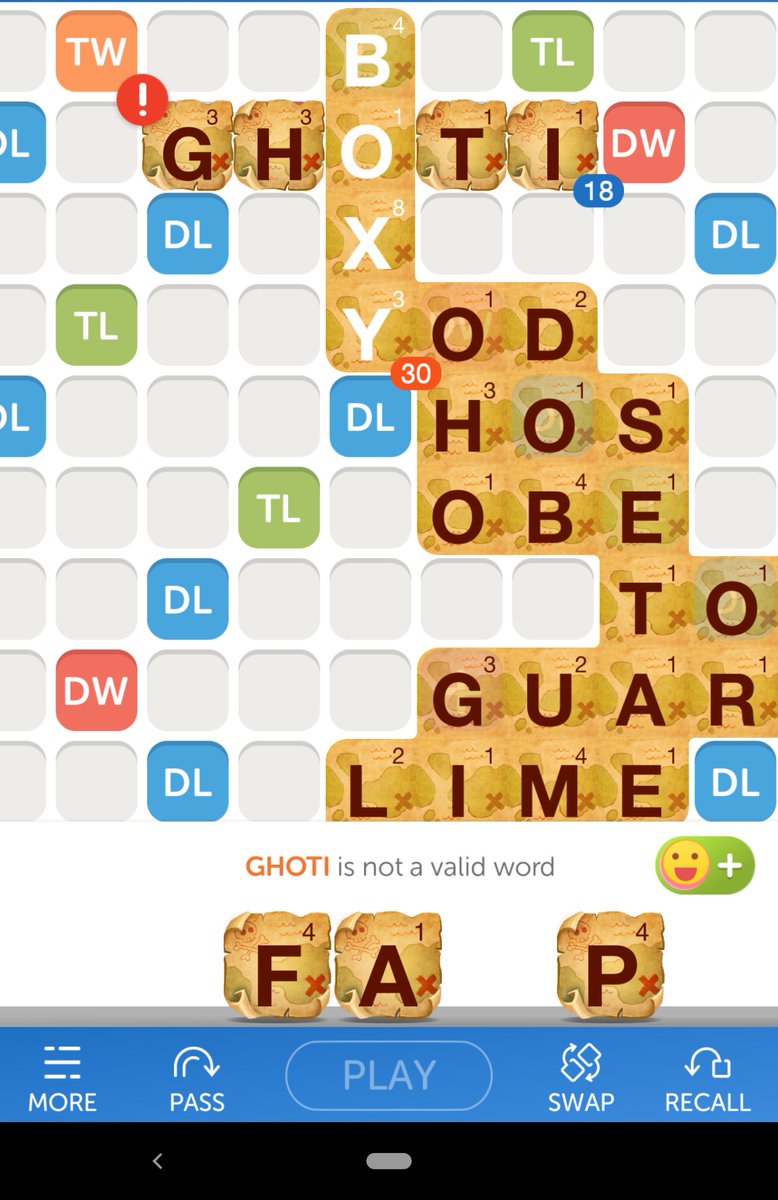 TW B 4 TL
DL G 3 H 3 O 1 T 1 I 1 DW
! 18
DL X 8 DL
TL Y 3 O 1 D 2
30
DL DL H 3 O 1 S 1
TL O 1 B 4 E 1
DL T 1 O 1
DW G 3 U 2 A 1 R 1
DL L 2 I 1 M 4 E 1 DL
GHOTI is not a valid word
+
F 4 A 1 P 4
MORE PASS PLAY SWAP RECALL